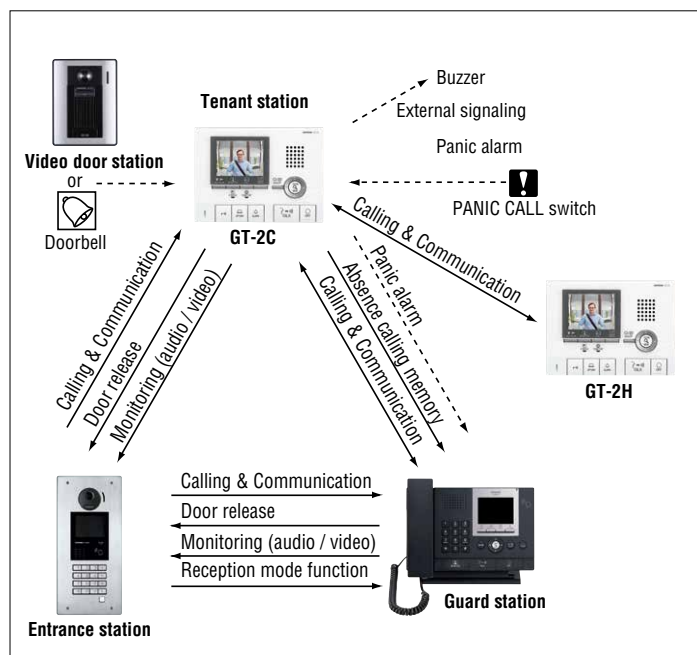 Buzzer
Tenant station
External signaling
Panic alarm
Video door station
or
Doorbell
PANIC CALL switch
GT-2C
Calling & Communication
GT-2H
Calling & Communication
Door release
Monitoring (audio / video)
Panic alarm
Absence calling memory
Calling & Communication
Calling & Communication
Door release
Monitoring (audio / video)
Reception mode function
Entrance station
Guard station